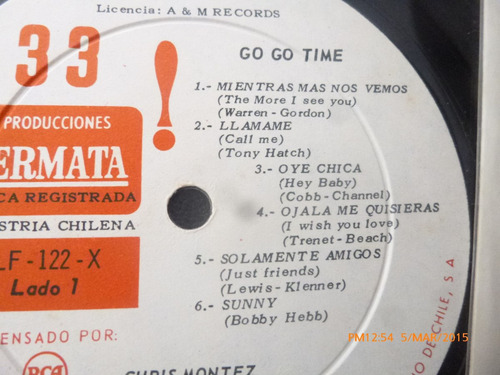 Licencia: A & M RECORDS
33
!
GO GO TIME
PRODUCCIONES
ERMATA
CA REGISTRADA
STRIA CHILENA
LF-122-X
Lado 1
1.- MIENTRAS MAS NOS VEMOS
(The More I see you)
(Warren-Gordon)
2.- LLAMAME
(Call me)
(Tony Hatch)
3.- OYE CHICA
(Hey Baby)
(Cobb-Channel)
4.- OJALA ME QUISIERAS
(I wish you love)
(Trenet-Beach)
5.- SOLAMENTE AMIGOS
(Just friends)
(Lewis-Klenner)
6.- SUNNY
(Bobby Hebb)
ENSADO POR:
RCA
CHRIS MONTEZ
TO DE CHILE, S A
PM12:54 5/MAR/2015